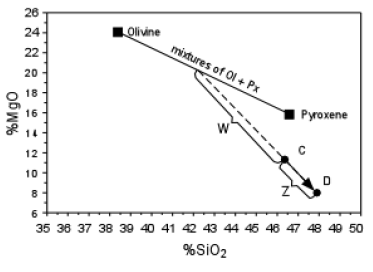 26
24
22
20
18
16
14
12
10
8
6
%MgO
Olivine
mixtures of Ol + Px
Pyroxene
W
C
D
Z
35 36 37 38 39 40 41 42 43 44 45 46 47 48 49 50
%SiO₂